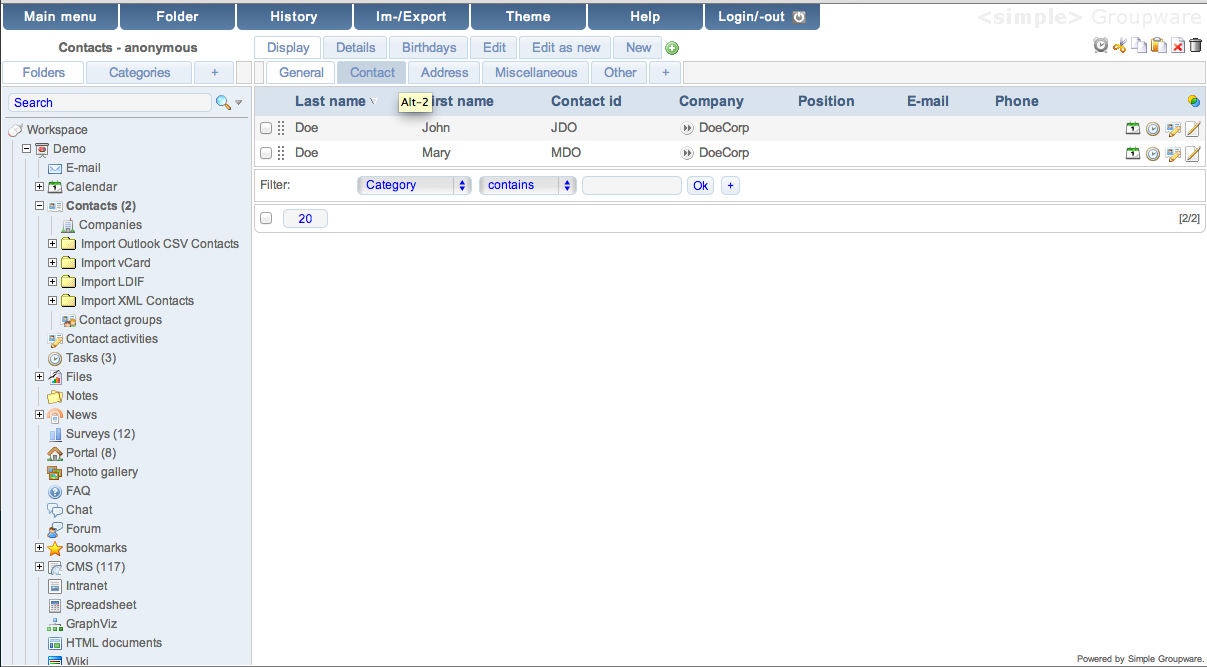 Main menu Folder History Im-/Export Theme Help Login/-out <simple> Groupware
Contacts - anonymous Display Details Birthdays Edit Edit as new New
Folders Categories + General Contact Address Miscellaneous Other +
Search Last name Alt-2 irst name Contact id Company Position E-mail Phone
Workspace
Doe John JDO DoeCorp
Demo
Doe Mary MDO DoeCorp
E-mail
Calendar
Filter: Category contains Ok +
Contacts (2)
20 [2/2]
Companies
Import Outlook CSV Contacts
Import vCard
Import LDIF
Import XML Contacts
Contact groups
Contact activities
Tasks (3)
Files
Notes
News
Surveys (12)
Portal (8)
Photo gallery
FAQ
Chat
Forum
Bookmarks
CMS (117)
Intranet
Spreadsheet
GraphViz
HTML documents
Wiki
Powered by Simple Groupware.